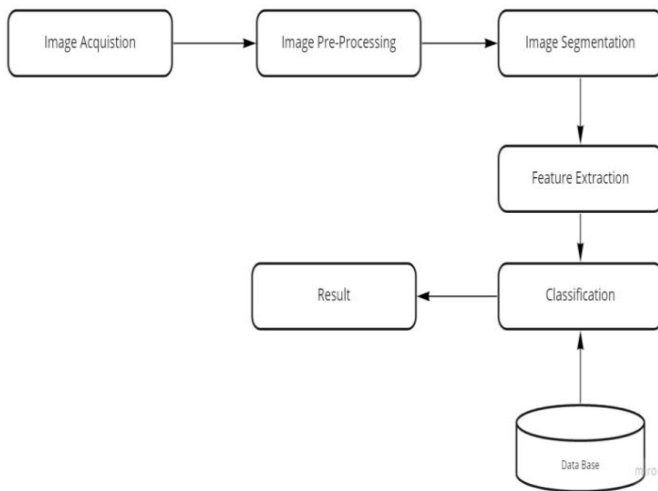 Image Acquistion
Image Pre-Processing
Image Segmentation
Feature Extraction
Result
Classification
Data Base
miro